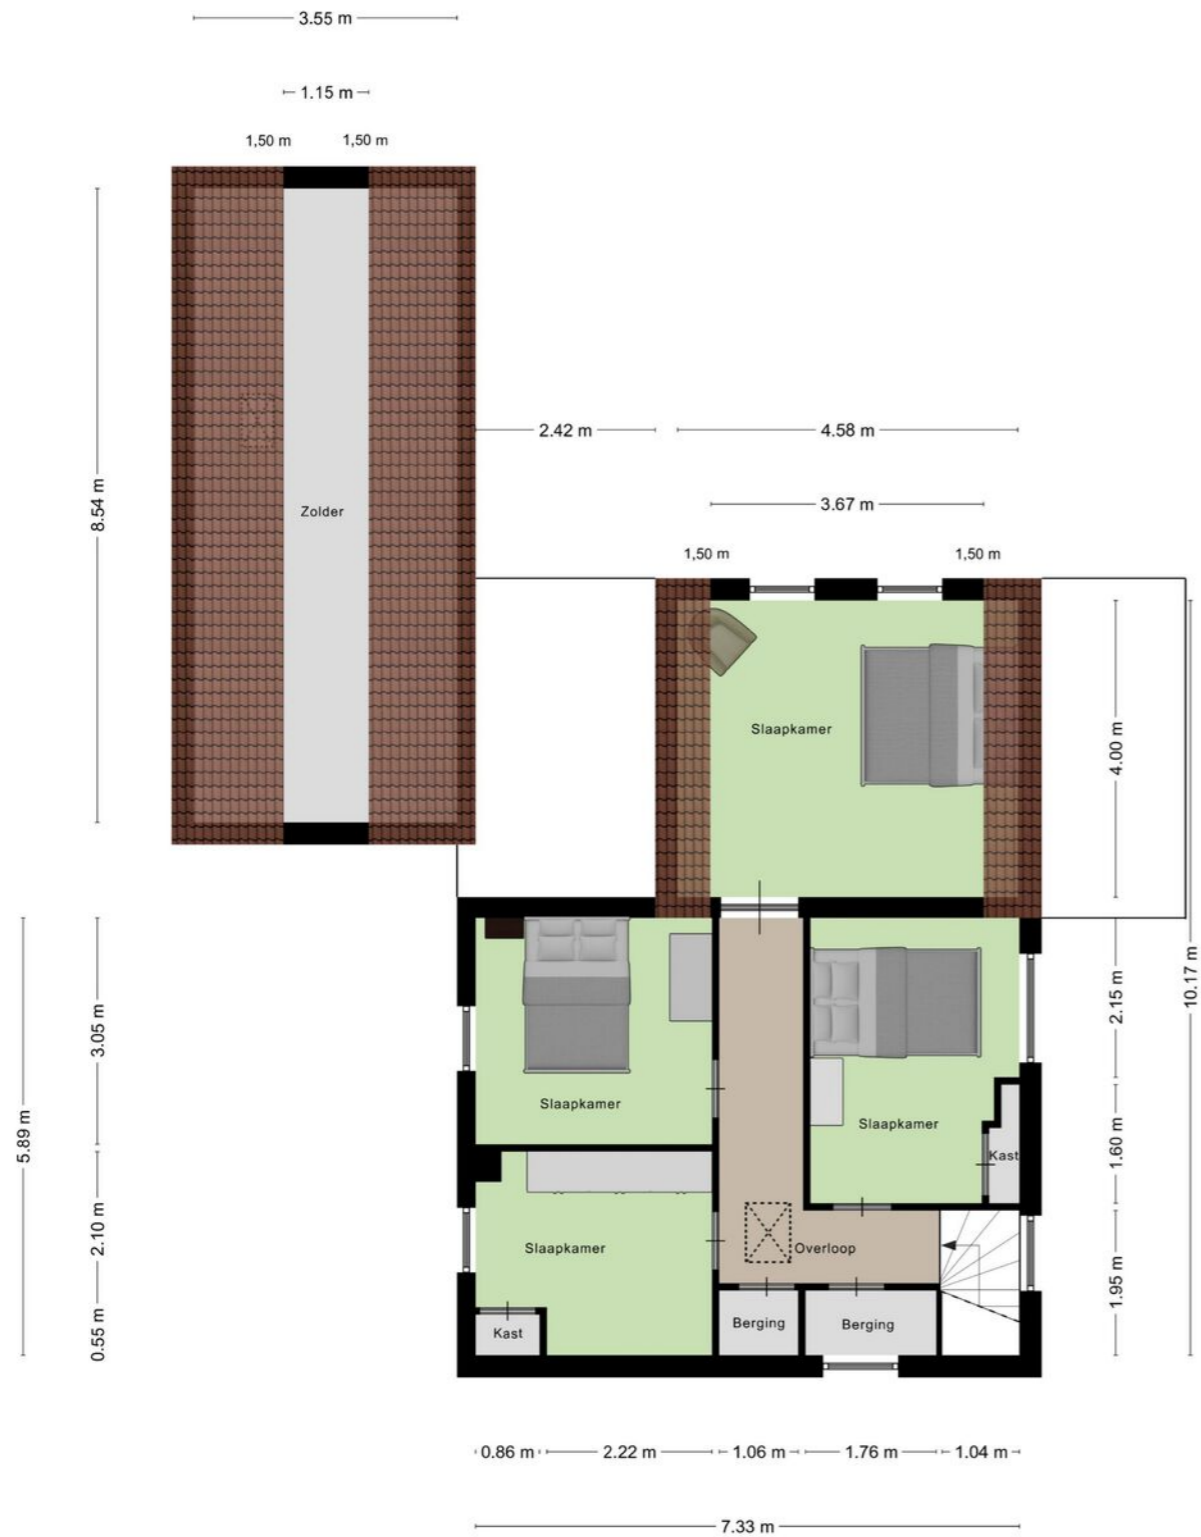 3.55 m
1.15 m
1,50 m 1,50 m
2.42 m 4.58 m
8.54 m
Zolder
3.67 m
1,50 m 1,50 m
Slaapkamer
4.00 m
10.17 m
2.15 m
3.05 m
5.89 m
Slaapkamer
Slaapkamer
Kast
1.60 m
2.10 m
Slaapkamer
Overloop
1.95 m
0.55 m
Kast
Berging
Berging
0.86 m 2.22 m 1.06 m 1.76 m 1.04 m
7.33 m